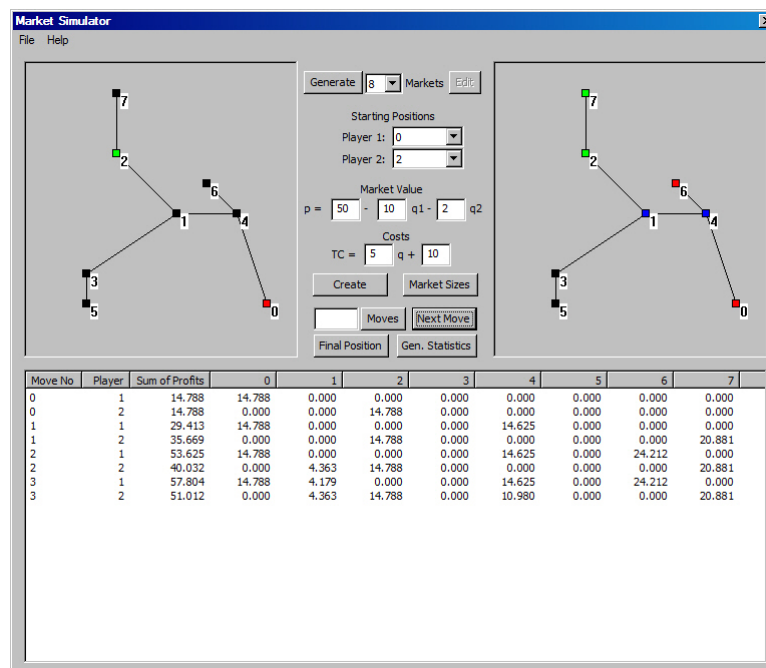 Market Simulator
File Help
7
2
6
1
4
3
5
0
Generate 8 Markets Edit
Starting Positions
Player 1: 0
Player 2: 2
Market Value
p = 50 - 10 q1 - 2 q2
Costs
TC = 5 q + 10
Create Market Sizes
Moves Next Move
Final Position Gen. Statistics
7
2
6
1
4
3
5
0
Move No Player Sum of Profits 0 1 2 3 4 5 6 7
0 1 14.788 14.788 0.000 0.000 0.000 0.000 0.000 0.000 0.000
0 2 14.788 0.000 0.000 14.788 0.000 0.000 0.000 0.000 0.000
1 1 29.413 14.788 0.000 0.000 0.000 14.625 0.000 0.000 0.000
1 2 35.669 0.000 0.000 14.788 0.000 0.000 0.000 0.000 20.881
2 1 53.625 14.788 0.000 0.000 0.000 14.625 0.000 24.212 0.000
2 2 40.032 0.000 4.363 14.788 0.000 0.000 0.000 0.000 20.881
3 1 57.804 14.788 4.179 0.000 0.000 14.625 0.000 24.212 0.000
3 2 51.012 0.000 4.363 14.788 0.000 10.980 0.000 0.000 20.881